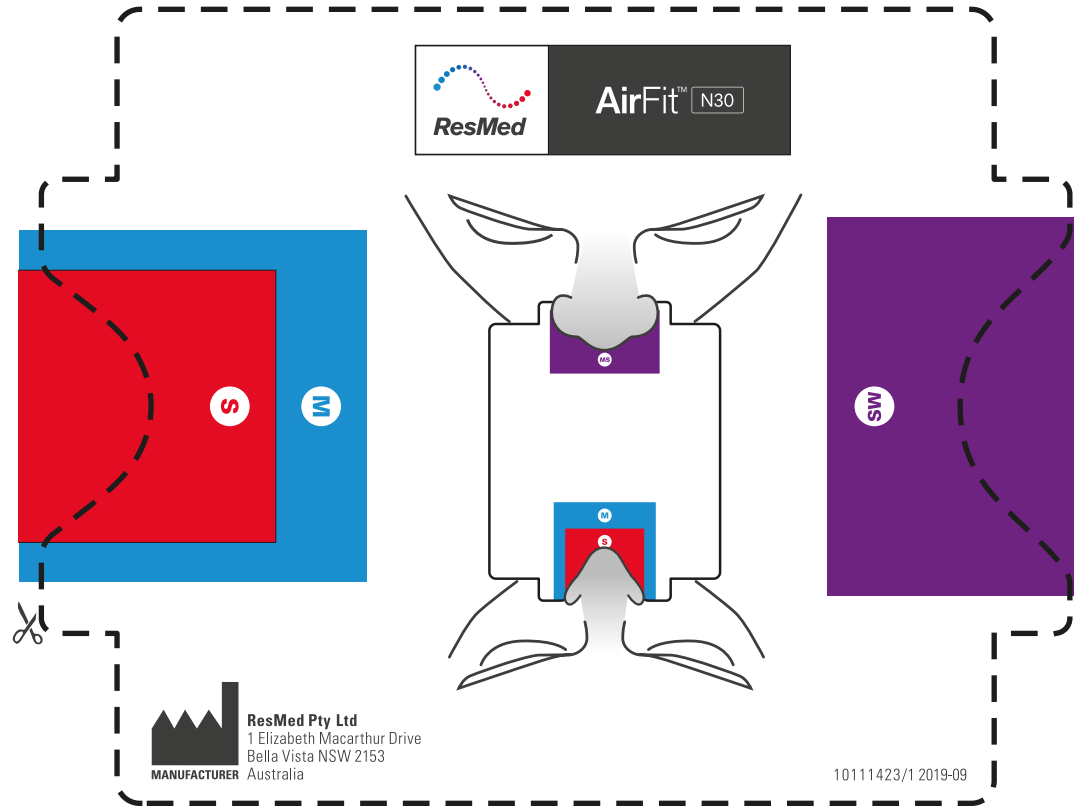 ResMed
AirFit™ N30
SW
S
M
SW
M
S
ResMed Pty Ltd
1 Elizabeth Macarthur Drive
Bella Vista NSW 2153
Australia
MANUFACTURER
10111423/1 2019-09